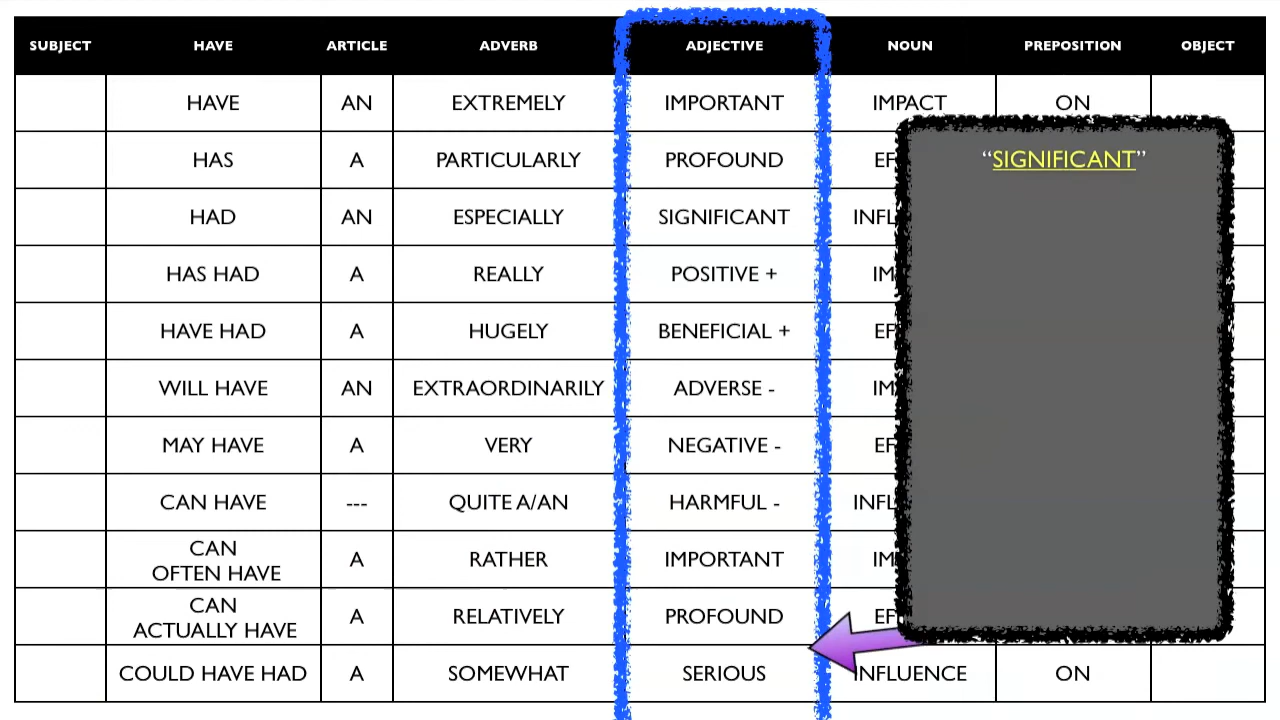 SUBJECT HAVE ARTICLE ADVERB ADJECTIVE NOUN PREPOSITION OBJECT
HAVE AN EXTREMELY IMPORTANT IMPACT ON
HAS A PARTICULARLY PROFOUND
"SIGNIFICANT"
HAD AN ESPECIALLY SIGNIFICANT
HAS HAD A REALLY POSITIVE +
HAVE HAD A HUGELY BENEFICIAL +
WILL HAVE AN EXTRAORDINARILY ADVERSE -
MAY HAVE A VERY NEGATIVE -
CAN HAVE --- QUITE A/AN HARMFUL -
CAN
OFTEN HAVE A RATHER IMPORTANT
CAN
ACTUALLY HAVE A RELATIVELY PROFOUND
COULD HAVE HAD A SOMEWHAT SERIOUS INFLUENCE ON